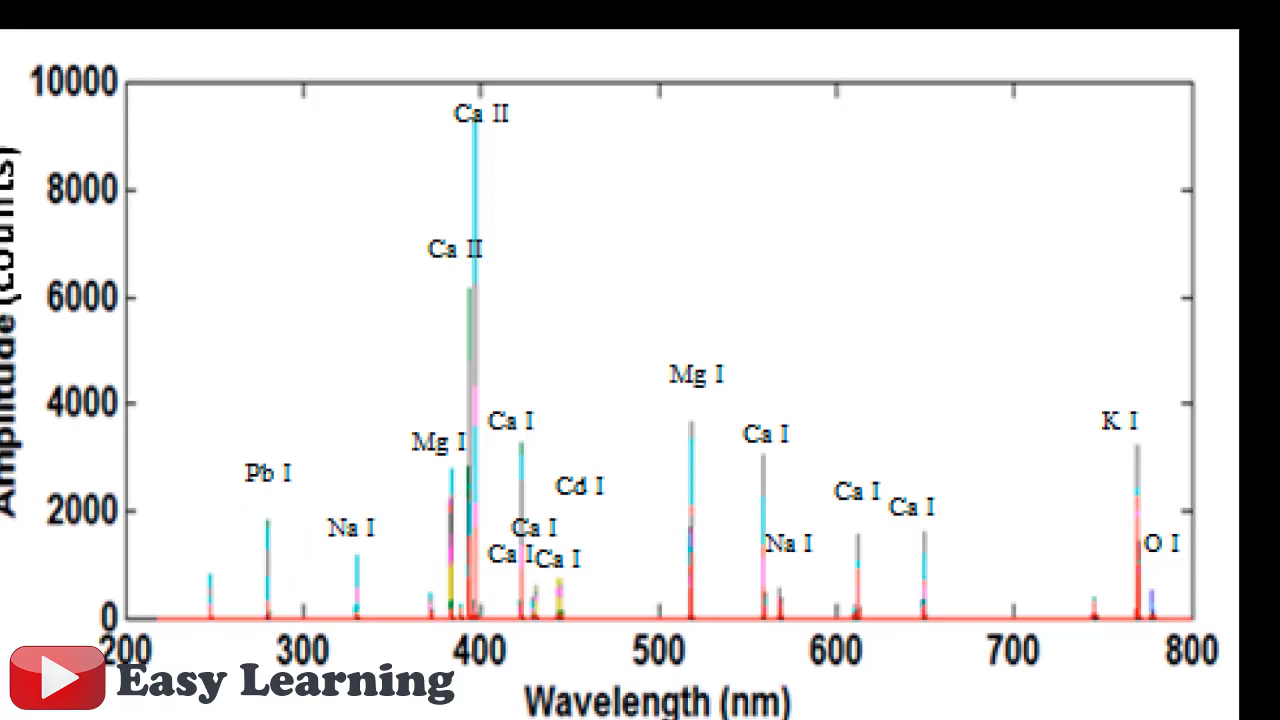 10000
Ca II
8000
Ca II
6000
Mg I
4000
Ca I
Ca I
K I
Mg I
Pb I
Cd I
Ca I
Ca I
2000
Na I
Ca I
Na I
O I
Ca I
Ca I
0
200 300 400 500 600 700 800
Wavelength (nm)
Amplitude (counts)
Easy Learning